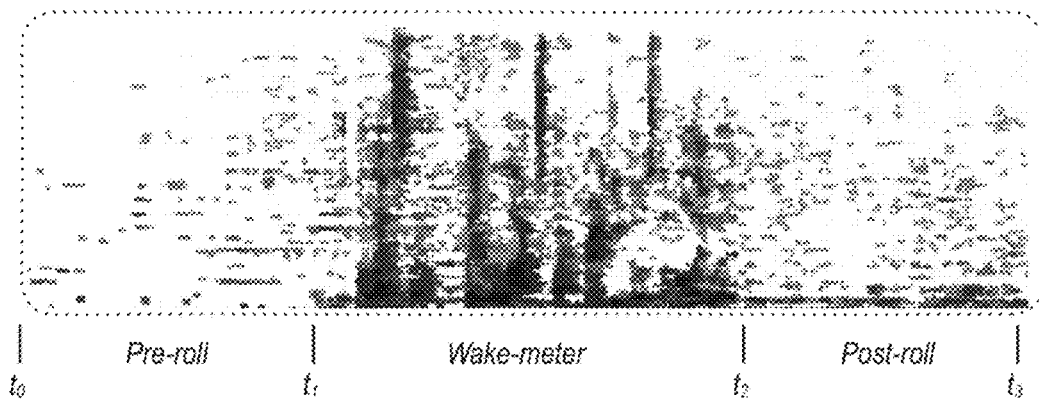 Pre-roll Wake-meter Post-roll
t₀ t₁ t₂ t₃